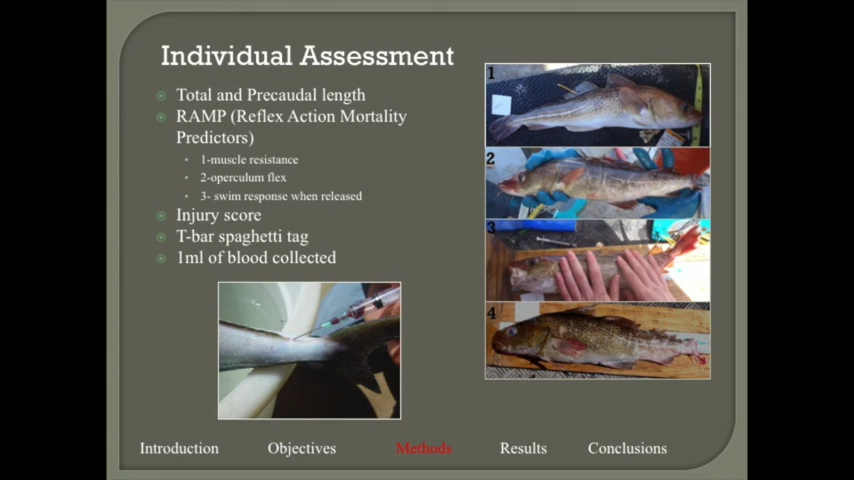 Individual Assessment
Total and Precaudal length
RAMP (Reflex Action Mortality
Predictors)
1-muscle resistance
2-operculum flex
3- swim response when released
Injury score
T-bar spaghetti tag
1ml of blood collected
1
2
3
4
Introduction Objectives Methods Results Conclusions